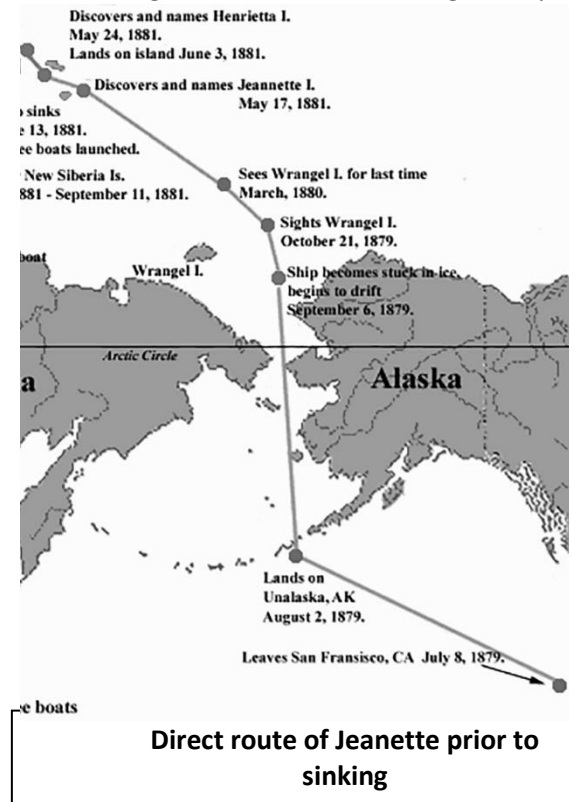 Discovers and names Henrietta I.
May 24, 1881.
Lands on island June 3, 1881.
Discovers and names Jeannette I.
May 17, 1881.
sinks
13, 1881.
boats launched.
New Siberia Is.
1881 - September 11, 1881.
Sees Wrangel I. for last time
March, 1880.
Sights Wrangel I.
October 21, 1879.
boat
Wrangel I.
Ship becomes stuck in ice,
begins to drift
September 6, 1879.
Arctic Circle
a
Alaska
Lands on
Unalaska, AK
August 2, 1879.
Leaves San Fransisco, CA July 8, 1879.
boats
Direct route of Jeanette prior to
sinking